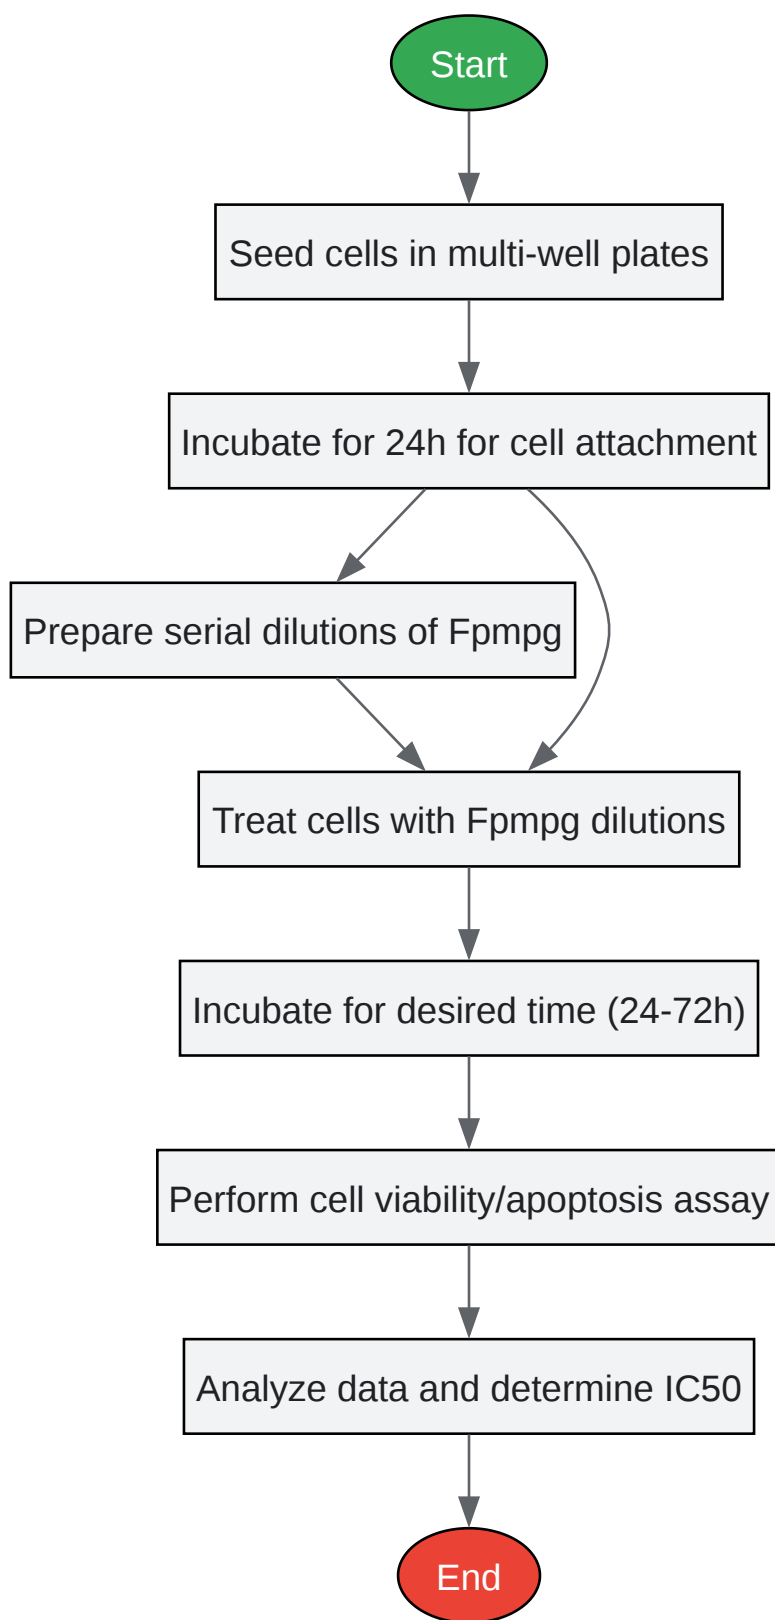 Start
Seed cells in multi-well plates
Incubate for 24h for cell attachment
Prepare serial dilutions of Fpmpg
Treat cells with Fpmpg dilutions
Incubate for desired time (24-72h)
Perform cell viability/apoptosis assay
Analyze data and determine IC50
End